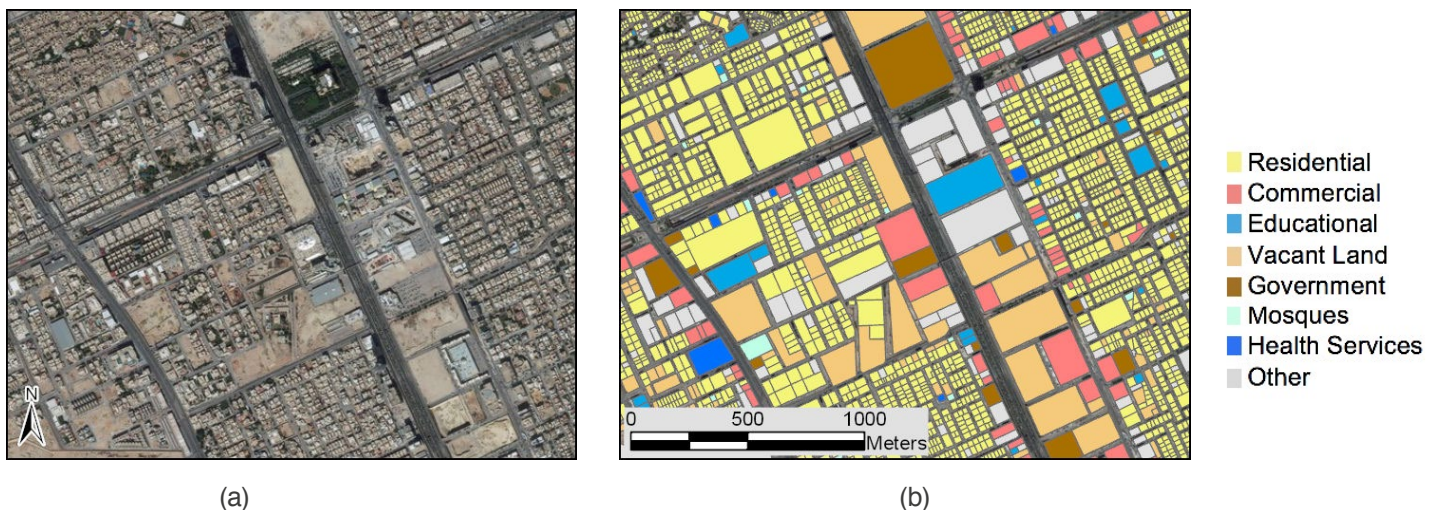 N
0 500 1000
Meters
Residential
Commercial
Educational
Vacant Land
Government
Mosques
Health Services
Other
(a)
(b)